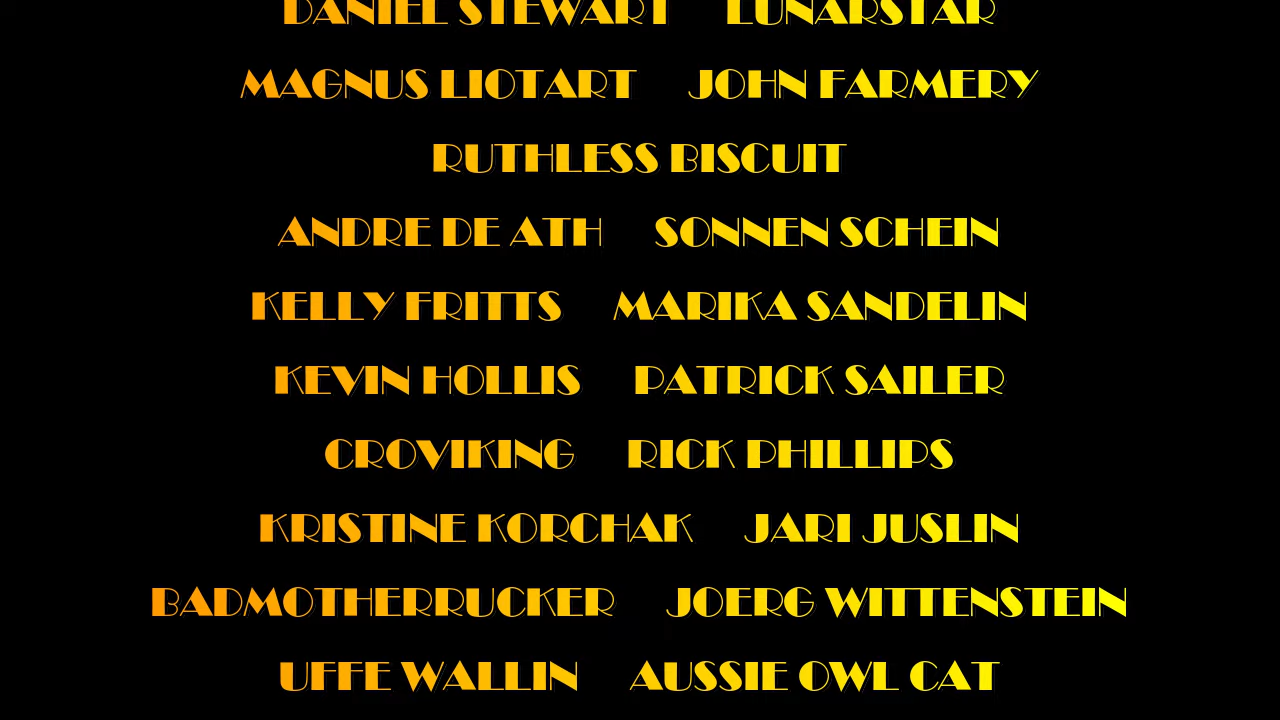 DANIEL STEWART LUNARSTAR
MAGNUS LIOTART JOHN FARMERY
RUTHLESS BISCUIT
ANDRE DE ATH SONNEN SCHEIN
KELLY FRITTS MARIKA SANDELIN
KEVIN HOLLIS PATRICK SAILER
CROVIKING RICK PHILLIPS
KRISTINE KORCHAK JARI JUSLIN
BADMOTHERRUCKER JOERG WITTENSTEIN
UFFE WALLIN AUSSIE OWL CAT